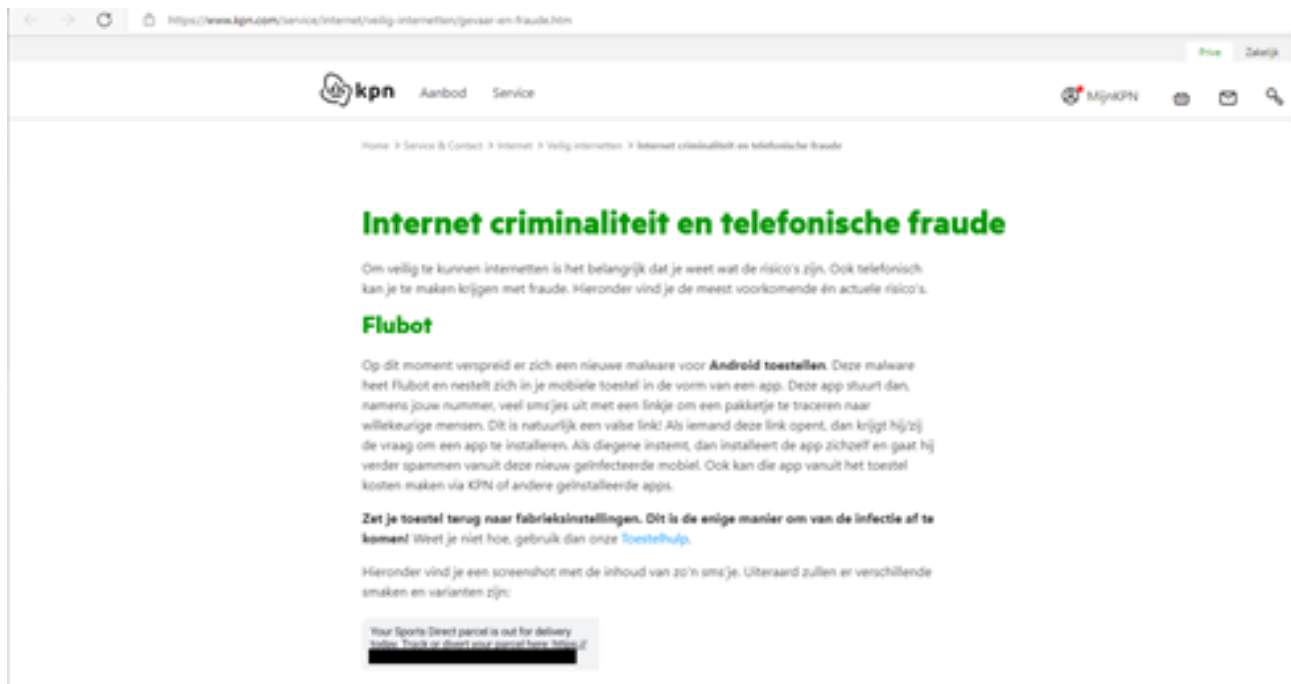 https://www.kpn.com/service/internet/veilig-internetten/gevaar-en-fraude.htm
Prive Zakelijk
kpn Aanbod Service MijnKPN
Home > Service & Contact > Internet > Veilig internetten > Internet criminaliteit en telefonische fraude
Internet criminaliteit en telefonische fraude
Om veilig te kunnen internetten is het belangrijk dat je weet wat de risico's zijn. Ook telefonisch
kan je te maken krijgen met fraude. Hieronder vind je de meest voorkomende én actuele risico's.
Flubot
Op dit moment verspreid er zich een nieuwe malware voor Android toestellen. Deze malware
heet Flubot en nestelt zich in je mobiele toestel in de vorm van een app. Deze app stuurt dan,
namens jouw nummer, veel sms'jes uit met een linkje om een pakketje te traceren naar
willekeurige mensen. Dit is natuurlijk een valse link! Als iemand deze link opent, dan krijgt hij/zij
de vraag om een app te installeren. Als diegene instemt, dan installeert de app zichzelf en gaat hij
verder spammen vanuit deze nieuw geïnfecteerde mobiel. Ook kan die app vanuit het toestel
kosten maken via KPN of andere geïnstalleerde apps.
Zet je toestel terug naar fabrieksinstellingen. Dit is de enige manier om van de infectie af te
komen! Weet je niet hoe, gebruik dan onze Toestelhulp.
Hieronder vind je een screenshot met de inhoud van zo'n sms'je. Uiteraard zullen er verschillende
smaken en varianten zijn:
Your Sports Direct parcel is out for delivery
today. Track or divert your parcel here: https://